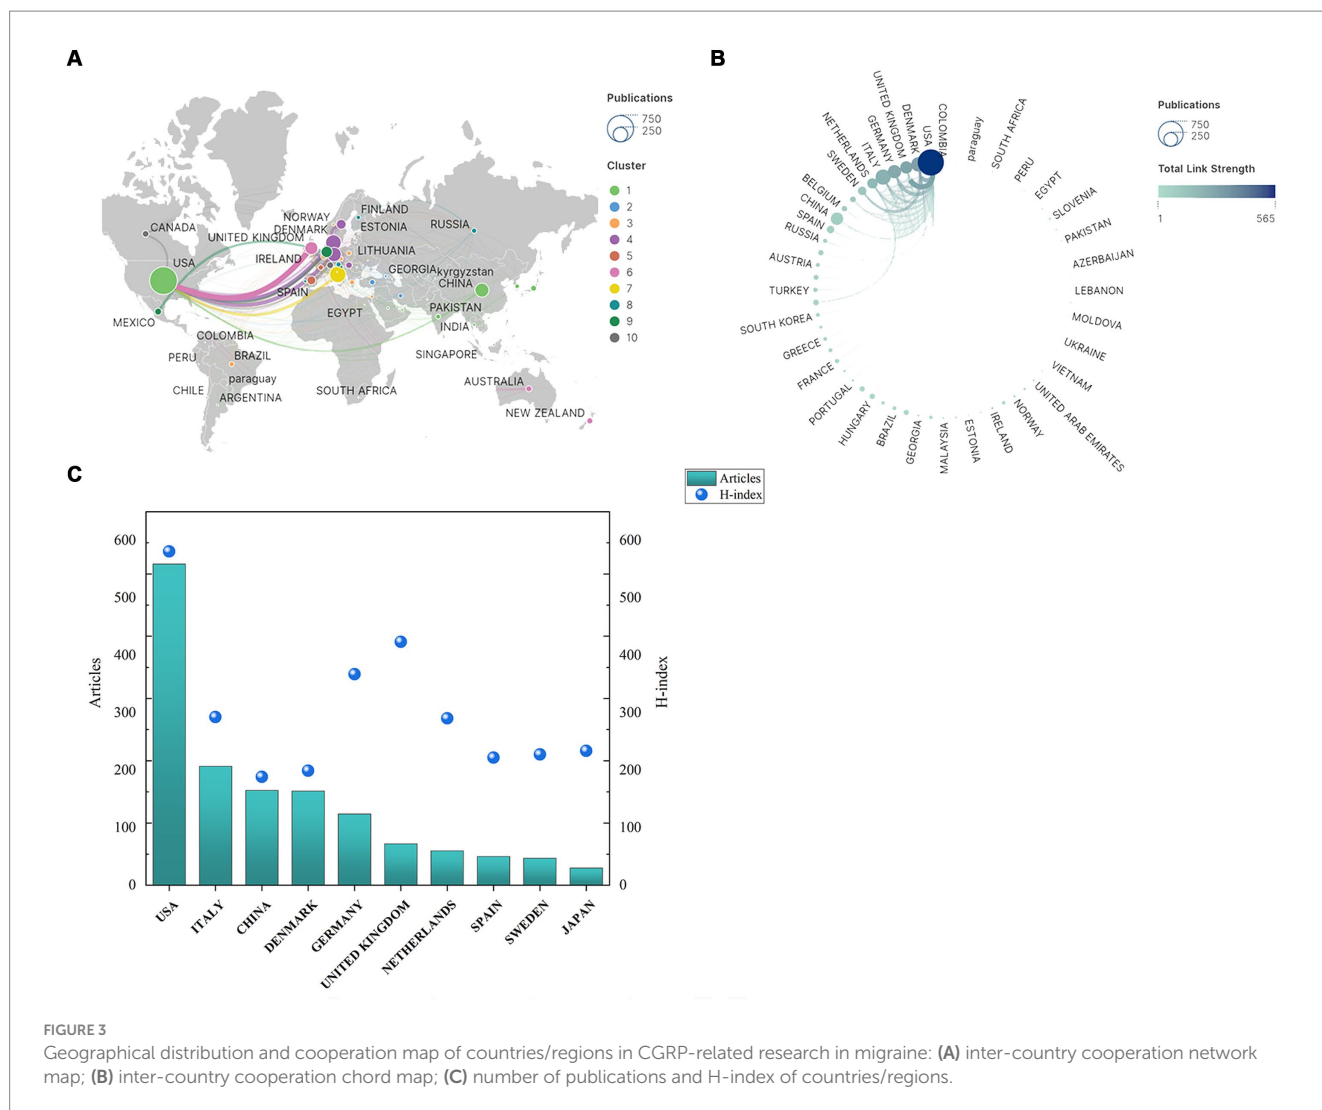 A
NORWAY
FINLAND
DENMARK
ESTONIA
CANADA
UNITED KINGDOM
RUSSIA
LITHUANIA
IRELAND
USA
GEORGIA
kyrgyzstan
CHINA
SPAIN
MEXICO
EGYPT
PAKISTAN
INDIA
COLOMBIA
SINGAPORE
PERU
BRAZIL
paraguay
AUSTRALIA
CHILE
ARGENTINA
SOUTH AFRICA
NEW ZEALAND
Publications
750
250
Cluster
1
2
3
4
5
6
7
8
9
10
B
COLOMBIA
paraguay
SOUTH AFRICA
PERU
EGYPT
SLOVENIA
PAKISTAN
AZERBAIJAN
LEBANON
MOLDOVA
UKRAINE
VIETNAM
UNITED ARAB EMIRATES
NORWAY
IRELAND
ESTONIA
MALAYSIA
GEORGIA
BRAZIL
HUNGARY
PORTUGAL
FRANCE
GREECE
SOUTH KOREA
TURKEY
AUSTRIA
RUSSIA
SPAIN
CHINA
BELGIUM
SWEDEN
NETHERLANDS
ITALY
GERMANY
UNITED KINGDOM
DENMARK
USA
Publications
750
250
Total Link Strength
1
565
C
Articles
H-index
Articles
600
500
400
300
200
100
0
H-index
600
500
400
300
200
100
0
USA
ITALY
CHINA
DENMARK
GERMANY
UNITED KINGDOM
NETHERLANDS
SPAIN
SWEDEN
JAPAN
FIGURE 3
Geographical distribution and cooperation map of countries/regions in CGRP-related research in migraine: (A) inter-country cooperation network
map; (B) inter-country cooperation chord map; (C) number of publications and H-index of countries/regions.